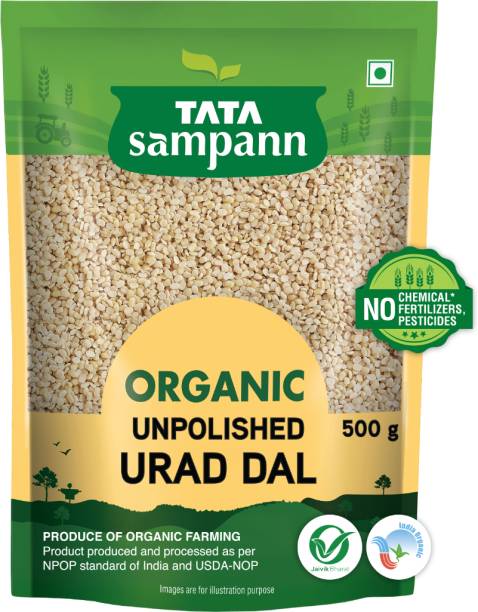 TATA
sampann
NO CHEMICAL*
FERTILIZERS,
PESTICIDES
ORGANIC
UNPOLISHED
500 g
URAD DAL
PRODUCE OF ORGANIC FARMING
Product produced and processed as per
NPOP standard of India and USDA-NOP
Jaivik Bharat
India Organic
Images are for illustration purpose